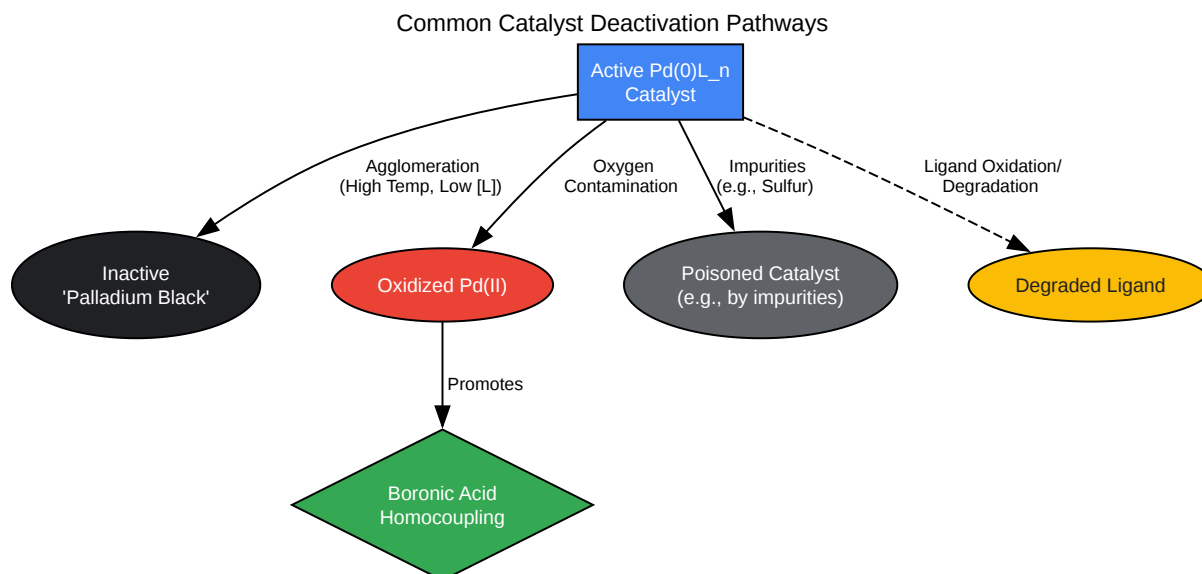 Common Catalyst Deactivation Pathways
Active Pd(0)L_n
Catalyst
Agglomeration
(High Temp, Low [L])
Oxygen
Contamination
Impurities
(e.g., Sulfur)
Ligand Oxidation/
Degradation
Inactive
'Palladium Black'
Oxidized Pd(II)
Poisoned Catalyst
(e.g., by impurities)
Degraded Ligand
Promotes
Boronic Acid
Homocoupling